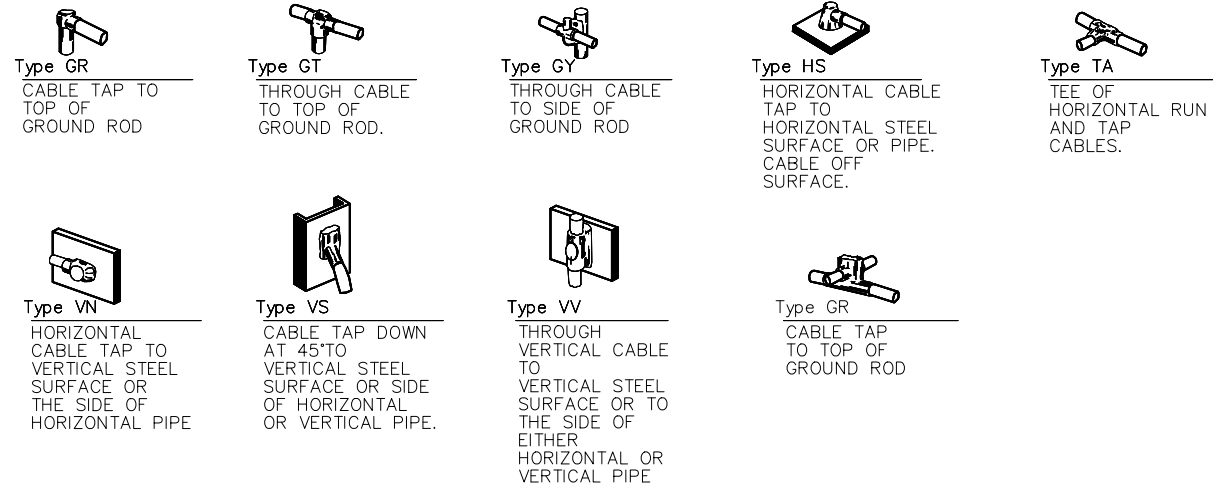 Type GR
CABLE TAP TO
TOP OF
GROUND ROD
Type GT
THROUGH CABLE
TO TOP OF
GROUND ROD.
Type GY
THROUGH CABLE
TO SIDE OF
GROUND ROD
Type HS
HORIZONTAL CABLE
TAP TO
HORIZONTAL STEEL
SURFACE OR PIPE.
CABLE OFF
SURFACE.
Type TA
TEE OF
HORIZONTAL RUN
AND TAP
CABLES.
Type VN
HORIZONTAL
CABLE TAP TO
VERTICAL STEEL
SURFACE OR
THE SIDE OF
HORIZONTAL PIPE
Type VS
CABLE TAP DOWN
AT 45°TO
VERTICAL STEEL
SURFACE OR SIDE
OF HORIZONTAL
OR VERTICAL PIPE.
Type VV
THROUGH
VERTICAL CABLE
TO
VERTICAL STEEL
SURFACE OR TO
THE SIDE OF
EITHER
HORIZONTAL OR
VERTICAL PIPE
Type GR
CABLE TAP
TO TOP OF
GROUND ROD